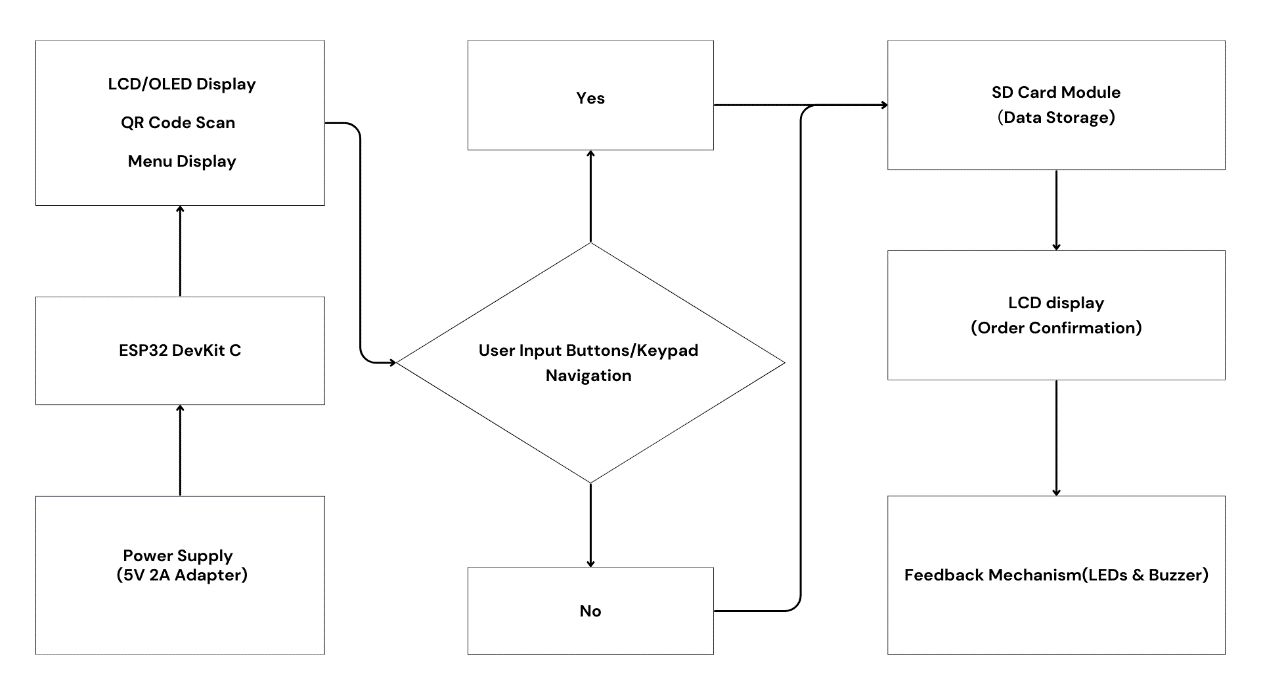 LCD/OLED Display
QR Code Scan
Menu Display
ESP32 DevKit C
Power Supply
(5V 2A Adapter)
Yes
User Input Buttons/Keypad
Navigation
No
SD Card Module
(Data Storage)
LCD display
(Order Confirmation)
Feedback Mechanism(LEDs & Buzzer)